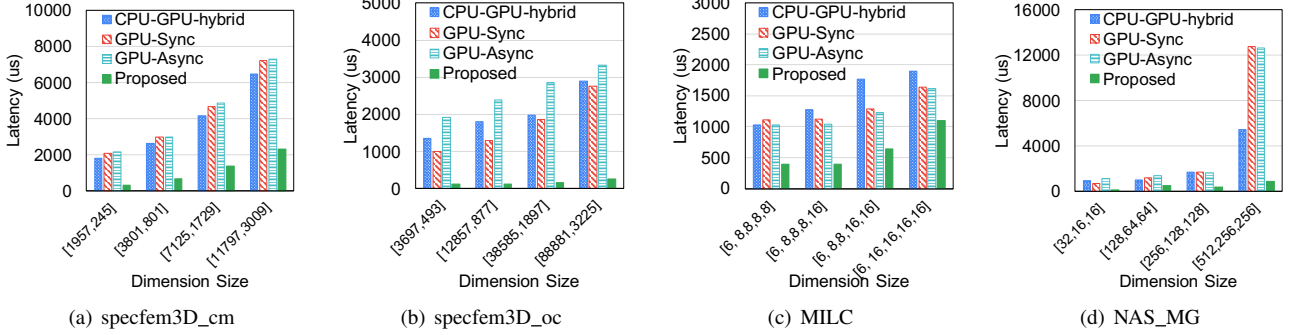 CPU-GPU-hybrid
GPU-Sync
GPU-Async
Proposed
Latency (us)
10000
8000
6000
4000
2000
0
[1957,245]
[3801,801]
[7125,1729]
[11797,3009]
Dimension Size
(a) specfem3D_cm
CPU-GPU-hybrid
GPU-Sync
GPU-Async
Proposed
Latency (us)
5000
4000
3000
2000
1000
0
[3697,493]
[12857,877]
[38585,1897]
[88881,3225]
Dimension Size
(b) specfem3D_oc
CPU-GPU-hybrid
GPU-Sync
GPU-Async
Proposed
Latency (us)
3000
2500
2000
1500
1000
500
0
[6, 8,8,8,8]
[6, 8,8,8,16]
[6, 8,8,16,16]
[6, 16,16,16,16]
Dimension Size
(c) MILC
CPU-GPU-hybrid
GPU-Sync
GPU-Async
Proposed
Latency (us)
16000
12000
8000
4000
0
[32,16,16]
[128,64,64]
[256,128,128]
[512,256,256]
Dimension Size
(d) NAS_MG